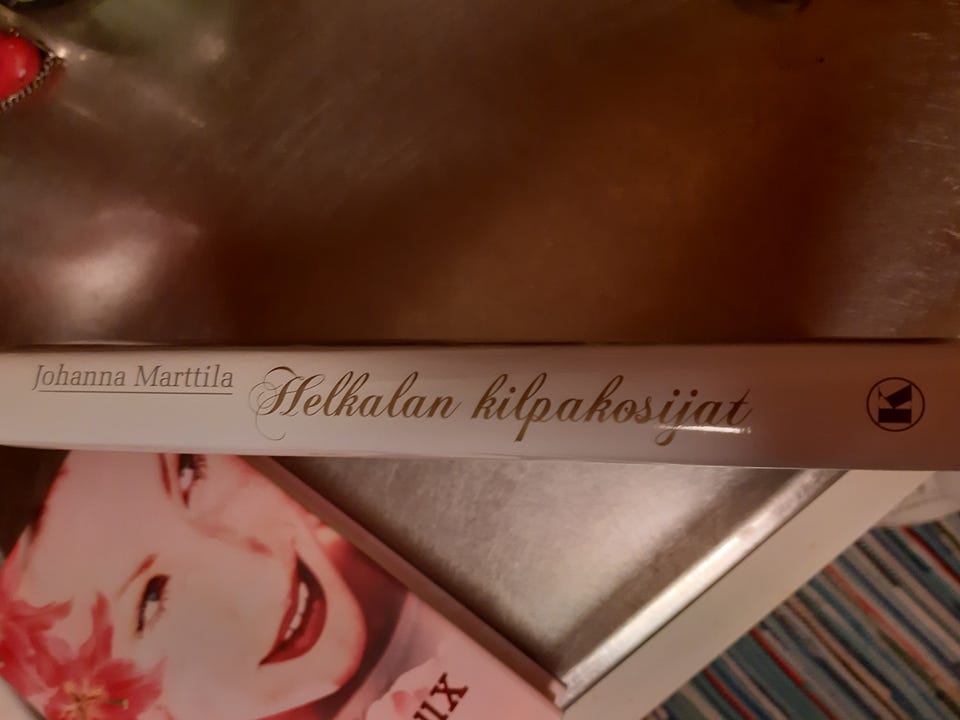 Johanna Marttila
Helkalan kilpakosijat
K